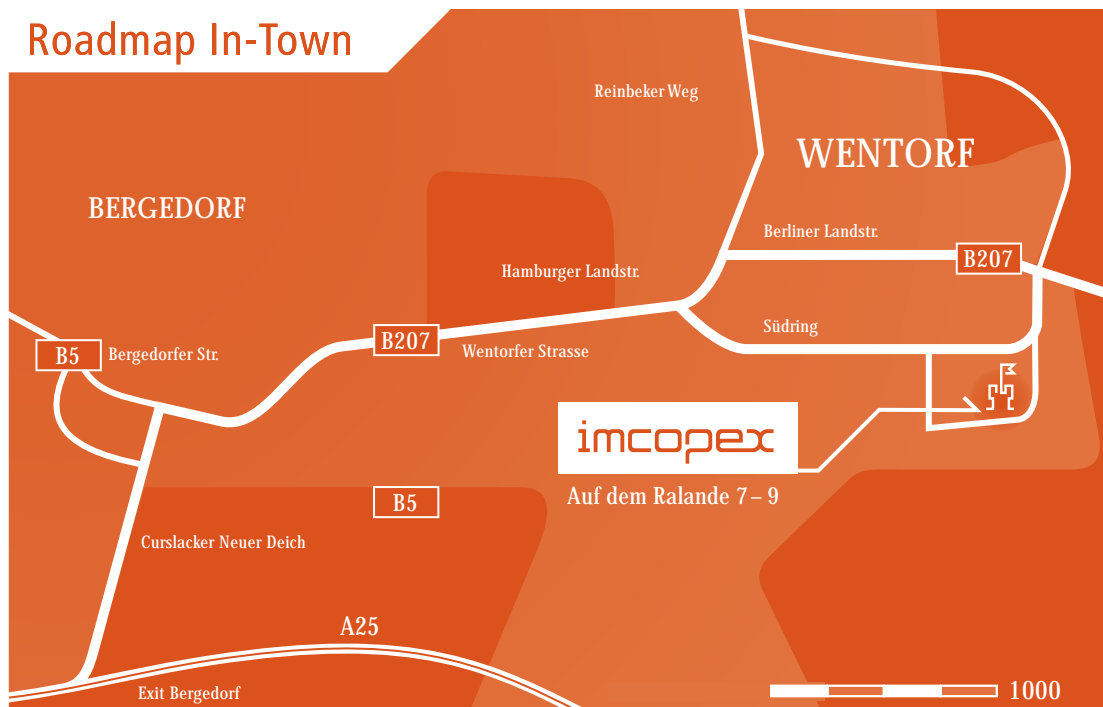 Roadmap In-Town
Reinbeker Weg
WENTORF
BERGEDORF
Berliner Landstr.
B207
Hamburger Landstr.
Südring
B207
B5
Bergedorfer Str.
Wentorfer Strasse
imcopex
Auf dem Ralande 7 – 9
B5
Curslacker Neuer Deich
A25
Exit Bergedorf
1000